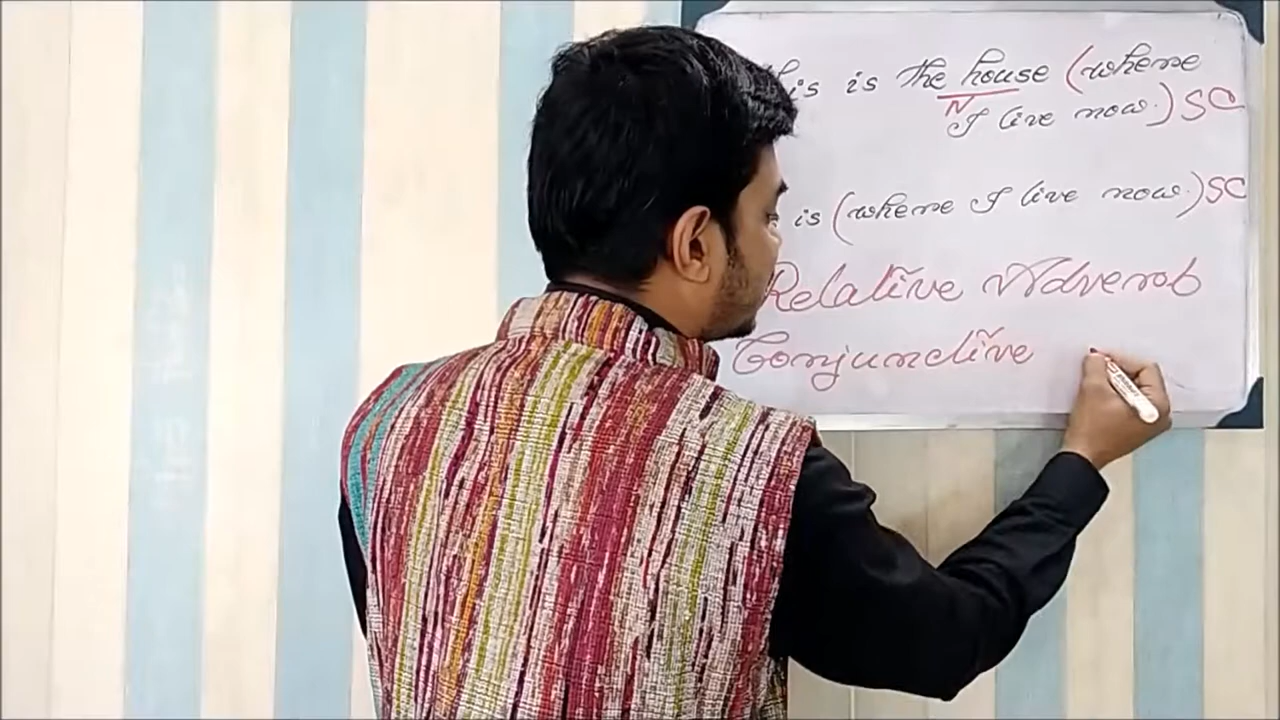 is is the house (where
N
I live now.) SC
is (where I live now.) SC
Relative Adverb
Conjunctive